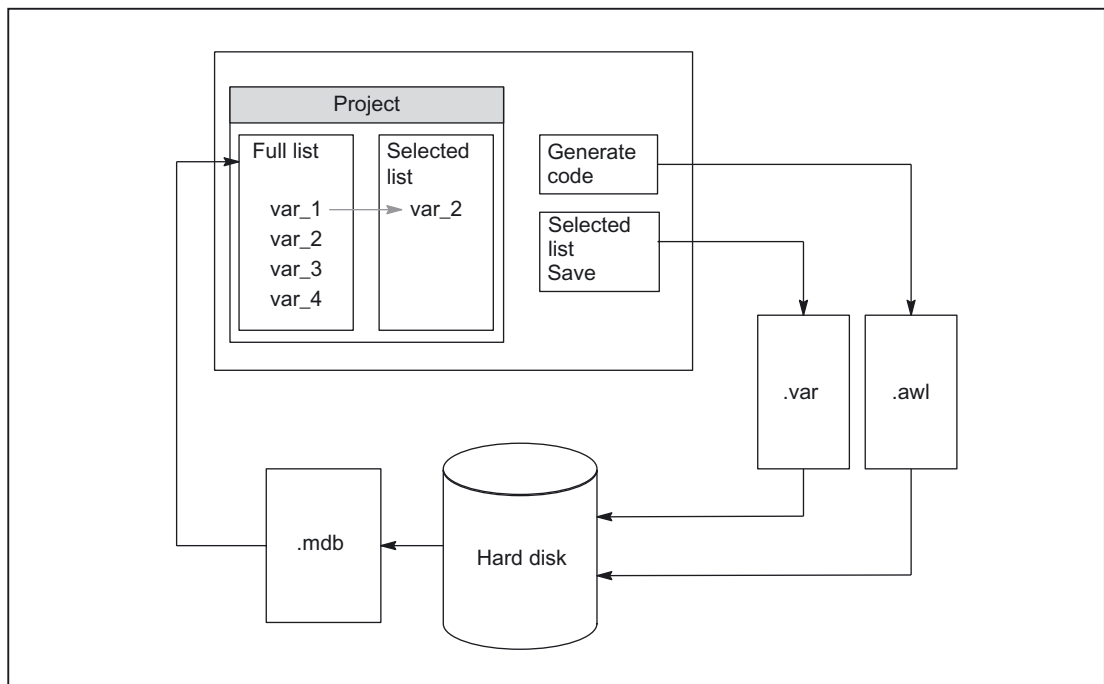 Project
Full list
var_1
var_2
var_3
var_4
Selected
list
var_2
Generate
code
Selected
list
Save
.var
.awl
.mdb
Hard disk